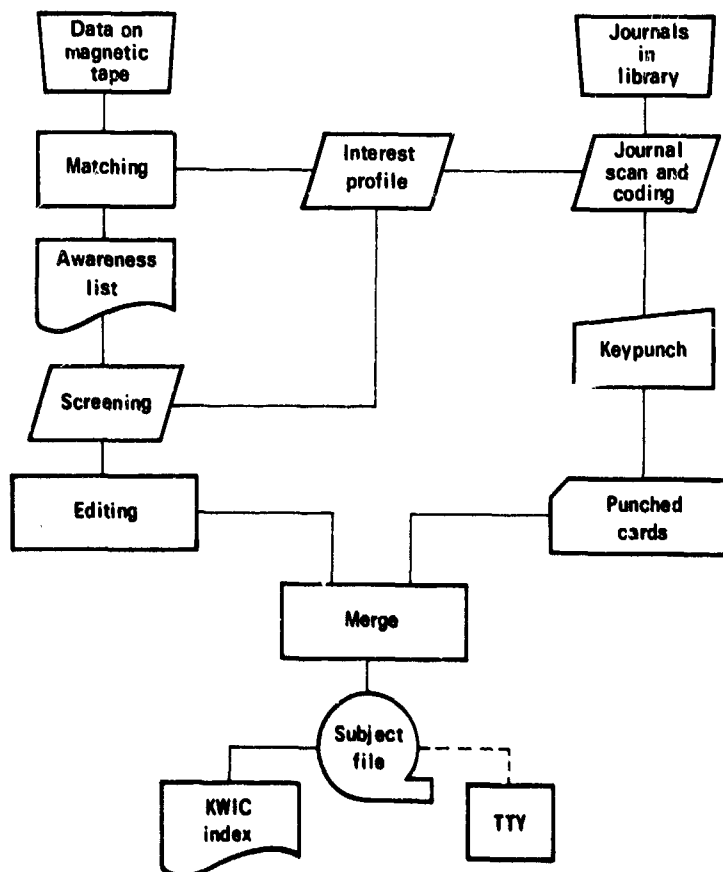 Data on
magnetic
tape
Journals
in
library
Matching
Interest
profile
Journal
scan and
coding
Awareness
list
Keypunch
Screening
Editing
Punched
cards
Merge
Subject
file
KWIC
index
TTY